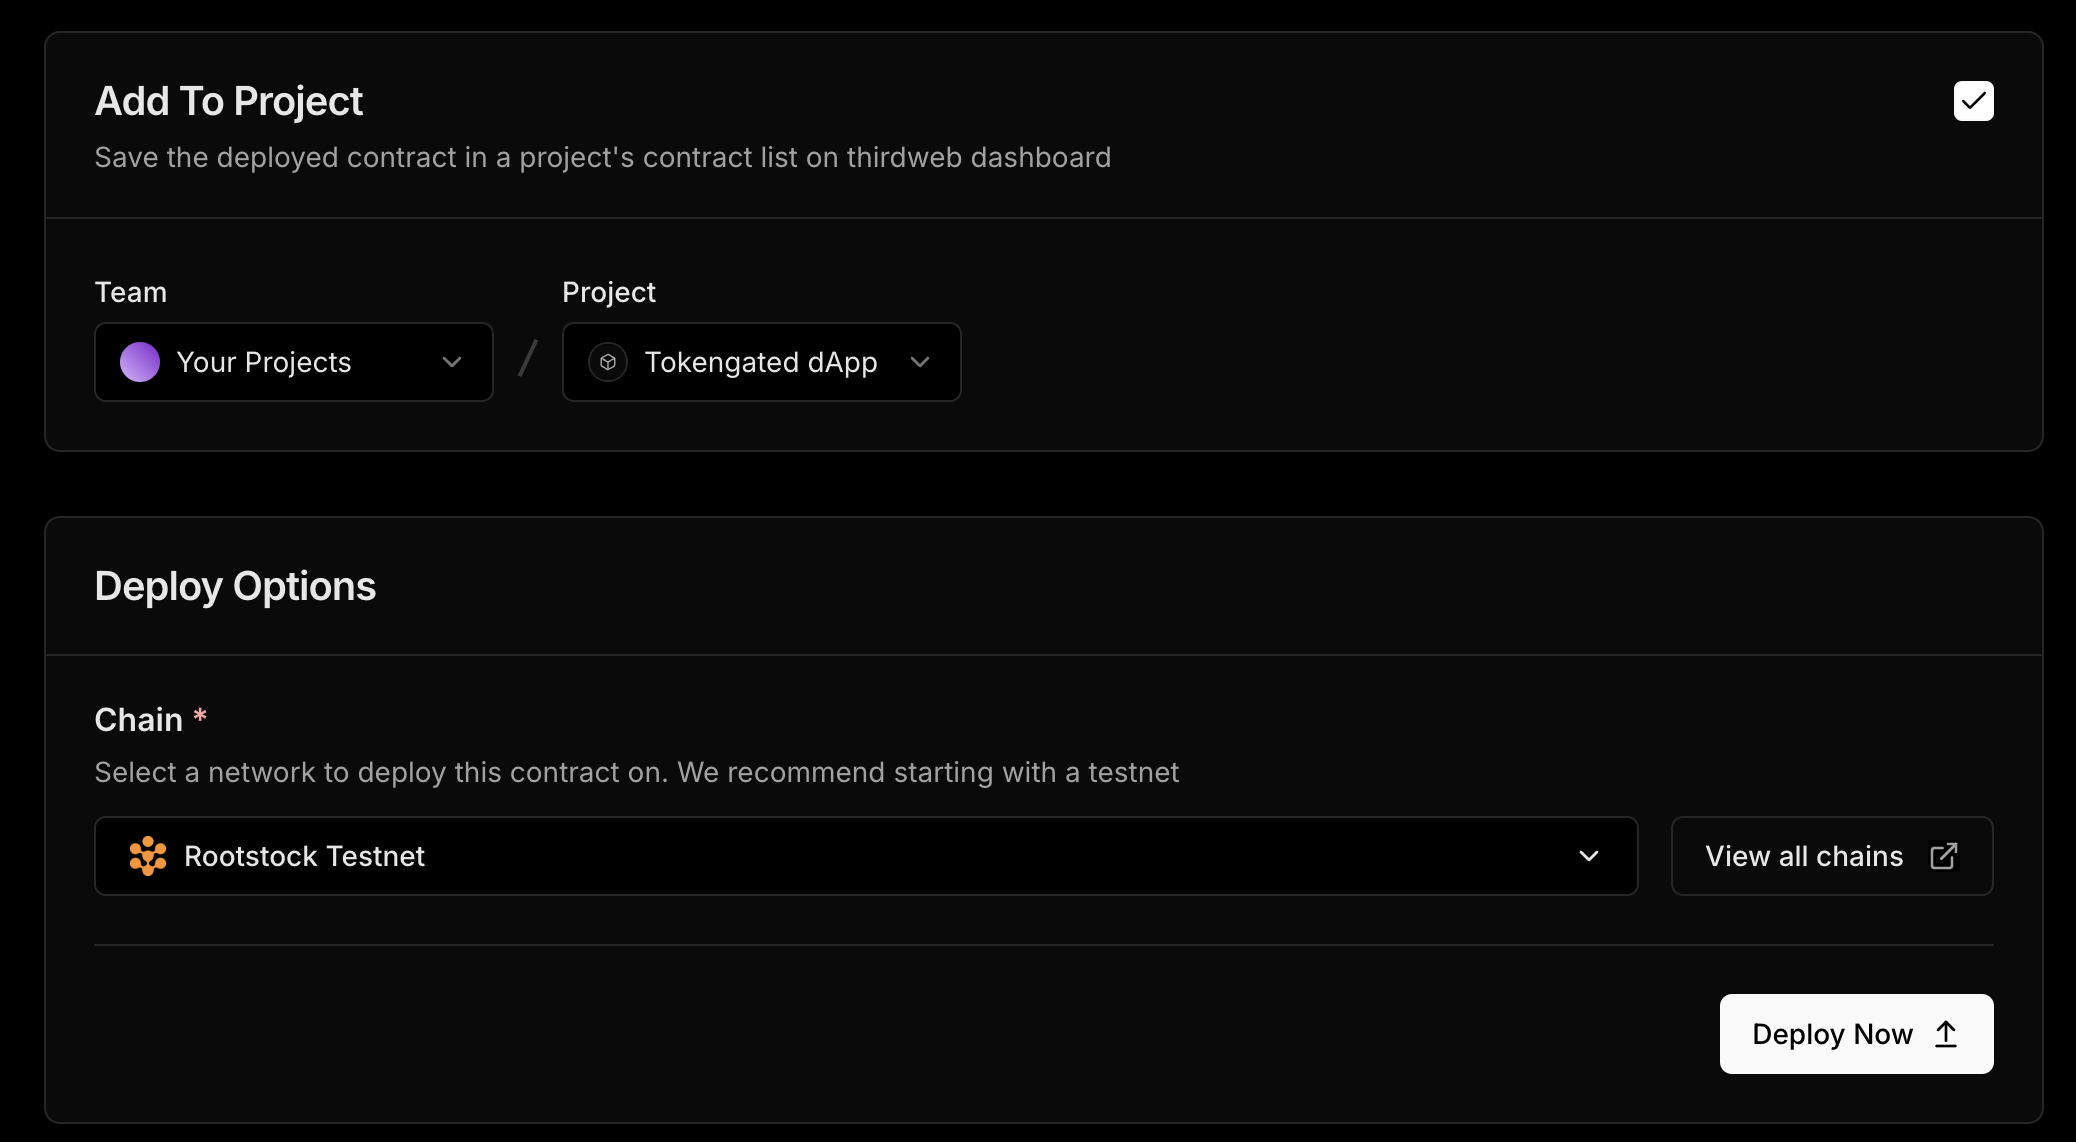 Add To Project
Save the deployed contract in a project's contract list on thirdweb dashboard
Team
Project
Your Projects
/
Tokengated dApp
Deploy Options
Chain *
Select a network to deploy this contract on. We recommend starting with a testnet
Rootstock Testnet
View all chains
Deploy Now